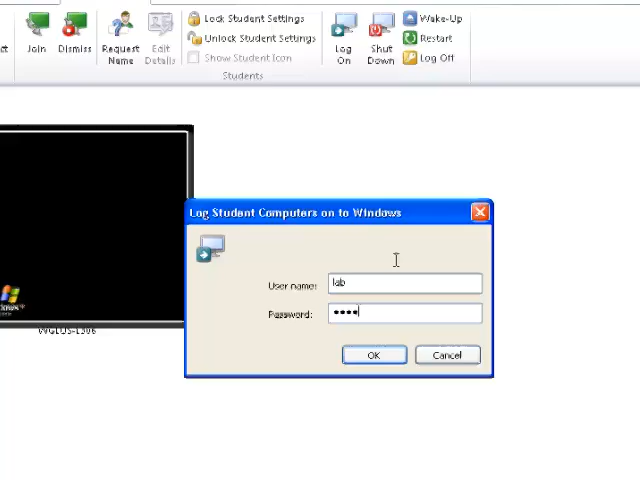 Lock Student Settings
Wake-Up
Join
Dismiss
Request
Name
Edit
Details
Unlock Student Settings
Log
On
Shut
Down
Restart
Show Student Icon
Log Off
Students
Log Student Computers on to Windows
User name:
lab
Password:
OK
Cancel